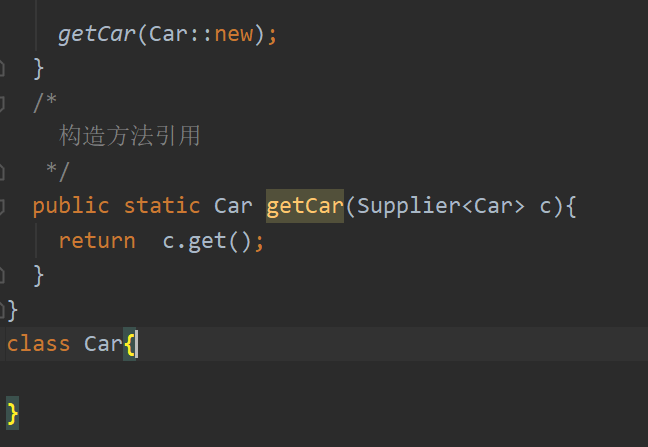 getCar(Car::new);
}
/*
构造方法引用
*/
public static Car getCar(Supplier<Car> c){
return  c.get();
}
}
class Car{
}